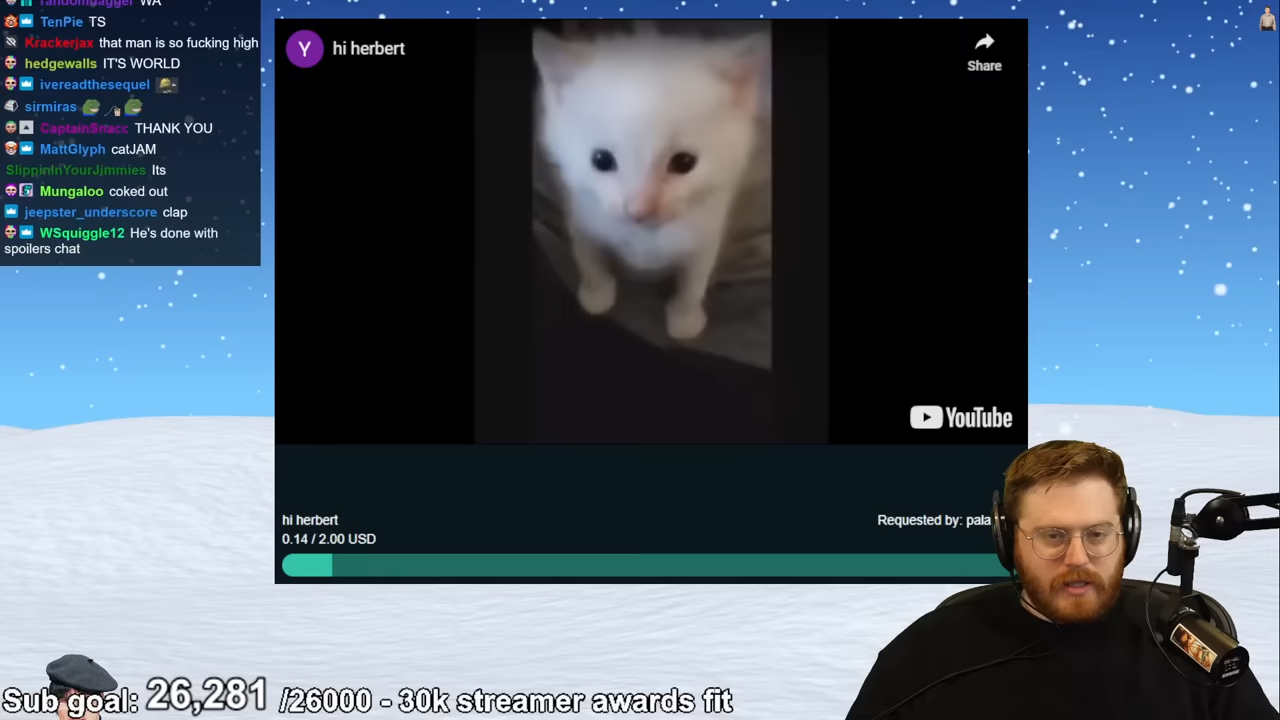 WA
TenPie TS
Krackerjax that man is so fucking high
hedgewalls IT'S WORLD
ivereadthesequel
sirmiras
CaptainSmacc THANK YOU
MattGlyph catJAM
SlippinInYourJimmies Its
Mungaloo coked out
jeepster_underscore clap
WSquiggle12 He's done with
spoilers chat
Y hi herbert
Share
YouTube
hi herbert
Requested by: pala
0.14 / 2.00 USD
Sub goal: 26,281 /26000 - 30k streamer awards fit